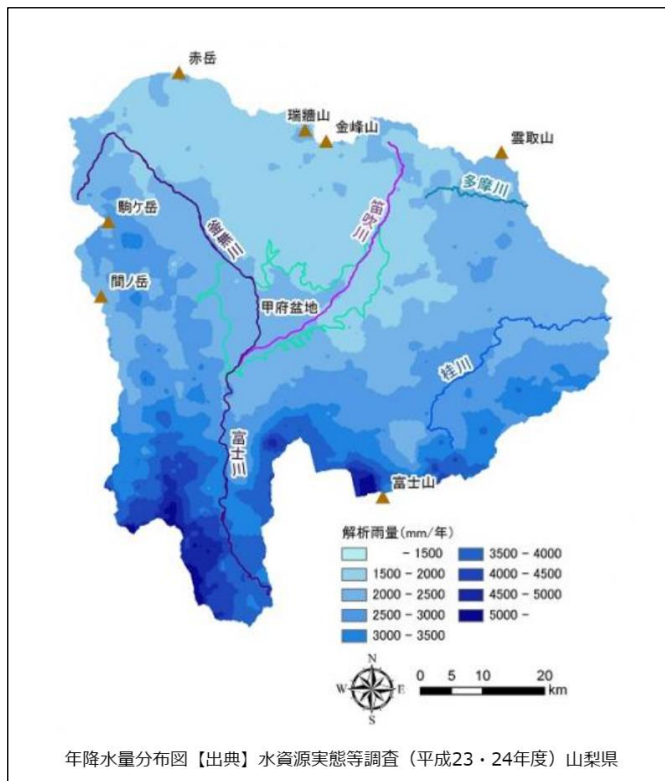 赤岳
瑞牆山
金峰山
雲取山
多摩川
笛吹川
駒ケ岳
釜無川
間ノ岳
甲府盆地
桂川
富士川
富士山
解析雨量(mm/年)
- 1500
1500 - 2000
2000 - 2500
2500 - 3000
3000 - 3500
3500 - 4000
4000 - 4500
4500 - 5000
5000 -
N
W E
S
0 5 10 20
km
年降水量分布図【出典】水資源実態等調査（平成23・24年度）山梨県